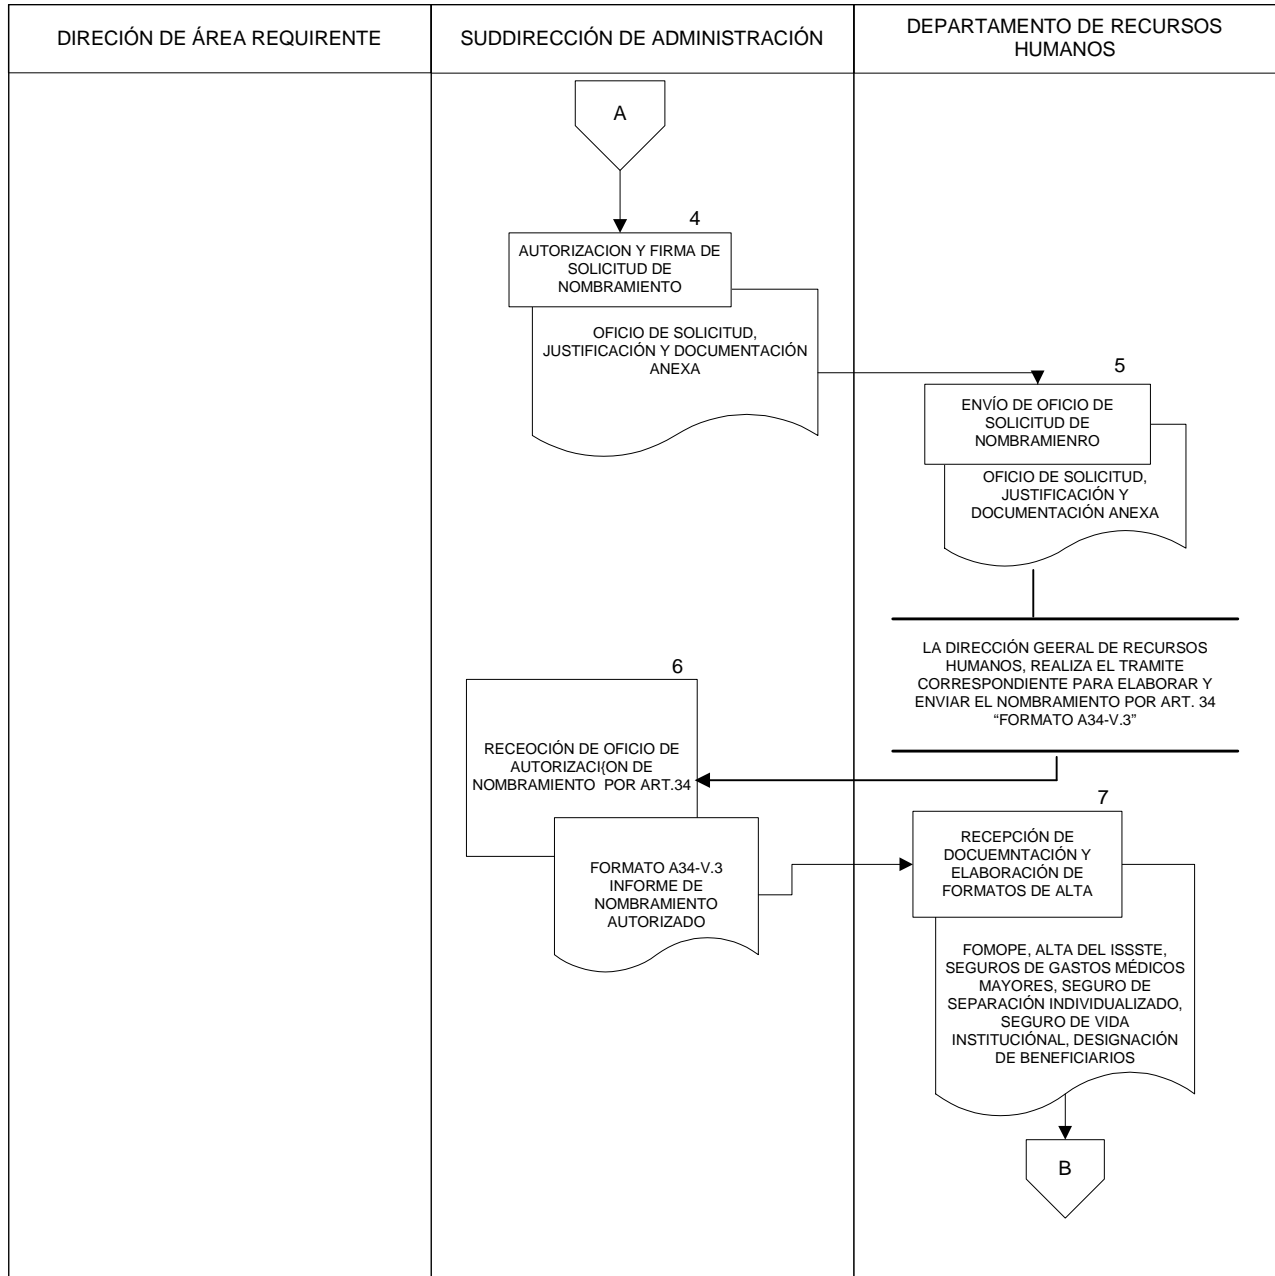 DIRECIÓN DE ÁREA REQUIRENTE
SUDDIRECCIÓN DE ADMINISTRACIÓN
DEPARTAMENTO DE RECURSOS
HUMANOS
A
4
AUTORIZACION Y FIRMA DE
SOLICITUD DE
NOMBRAMIENTO
OFICIO DE SOLICITUD,
JUSTIFICACIÓN Y DOCUMENTACIÓN
ANEXA
5
ENVÍO DE OFICIO DE
SOLICITUD DE
NOMBRAMIENRO
OFICIO DE SOLICITUD,
JUSTIFICACIÓN Y
DOCUMENTACIÓN ANEXA
LA DIRECCIÓN GEERAL DE RECURSOS
HUMANOS, REALIZA EL TRAMITE
CORRESPONDIENTE PARA ELABORAR Y
ENVIAR EL NOMBRAMIENTO POR ART. 34
“FORMATO A34-V.3”
6
RECEOCIÓN DE OFICIO DE
AUTORIZACI{ON DE
NOMBRAMIENTO POR ART.34
FORMATO A34-V.3
INFORME DE
NOMBRAMIENTO
AUTORIZADO
7
RECEPCIÓN DE
DOCUEMNTACIÓN Y
ELABORACIÓN DE
FORMATOS DE ALTA
FOMOPE, ALTA DEL ISSSTE,
SEGUROS DE GASTOS MÉDICOS
MAYORES, SEGURO DE
SEPARACIÓN INDIVIDUALIZADO,
SEGURO DE VIDA
INSTITUCIÓNAL, DESIGNACIÓN
DE BENEFICIARIOS
B